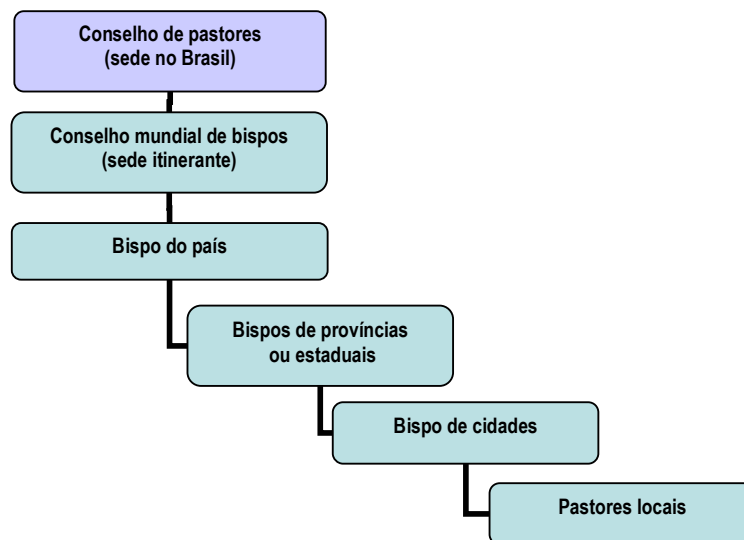 Conselho de pastores
(sede no Brasil)
Conselho mundial de bispos
(sede itinerante)
Bispo do país
Bispos de províncias
ou estaduais
Bispo de cidades
Pastores locais